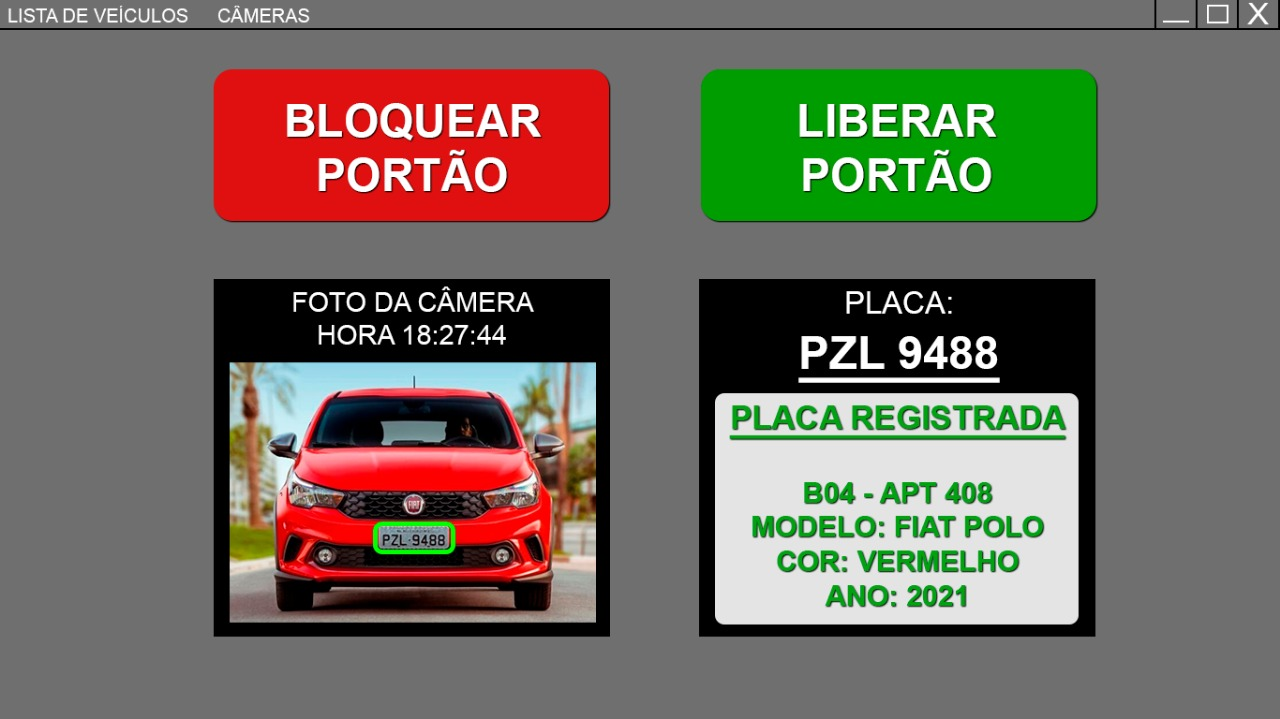 LISTA DE VEÍCULOS CÂMERAS
X
BLOQUEAR
PORTÃO
LIBERAR
PORTÃO
FOTO DA CÂMERA
HORA 18:27:44
FIAT
PZL-9488
PLACA:
PZL 9488
PLACA REGISTRADA
B04 - APT 408
MODELO: FIAT POLO
COR: VERMELHO
ANO: 2021